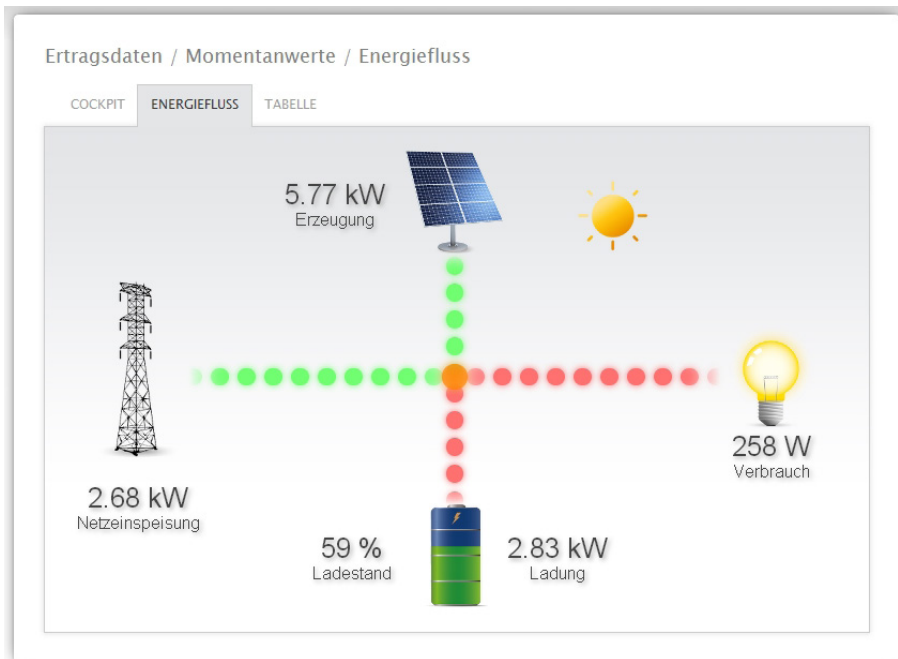 Ertragsdaten / Momentanwerte / Energiefluss
COCKPIT ENERGIEFLUSS TABELLE
5.77 kW
Erzeugung
258 W
Verbrauch
2.68 kW
Netzeinspeisung
59 %
Ladestand
2.83 kW
Ladung